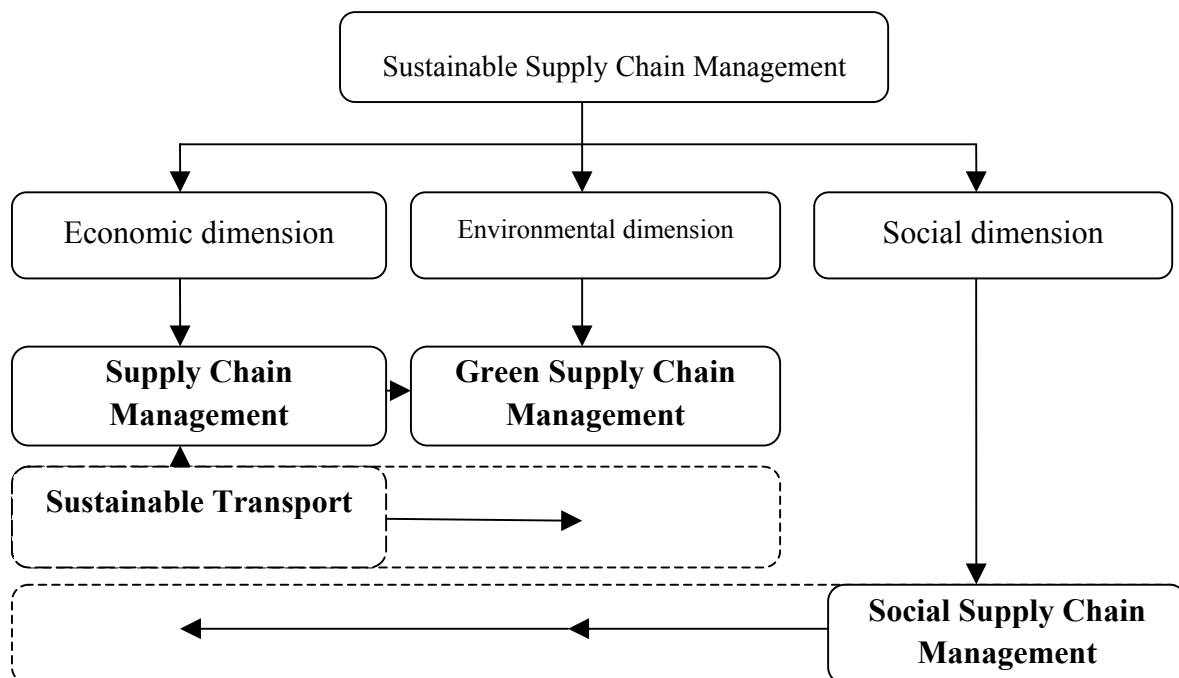 Sustainable Supply Chain Management
Economic dimension
Environmental dimension
Social dimension
Supply Chain
Management
Green Supply Chain
Management
Sustainable Transport
Social Supply Chain
Management